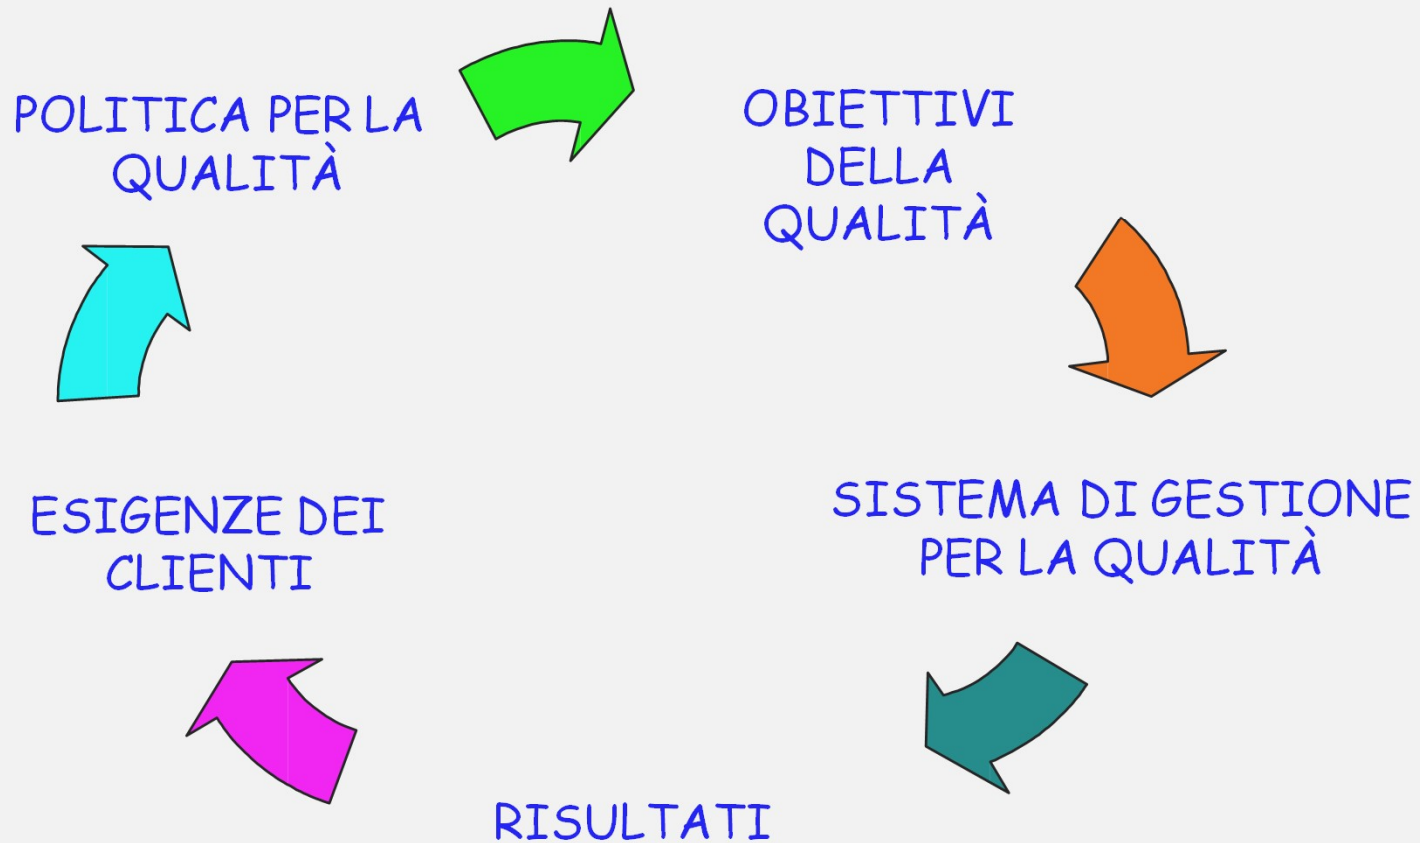 POLITICA PER LA
QUALITÀ
OBIETTIVI
DELLA
QUALITÀ
SISTEMA DI GESTIONE
PER LA QUALITÀ
RISULTATI
ESIGENZE DEI
CLIENTI